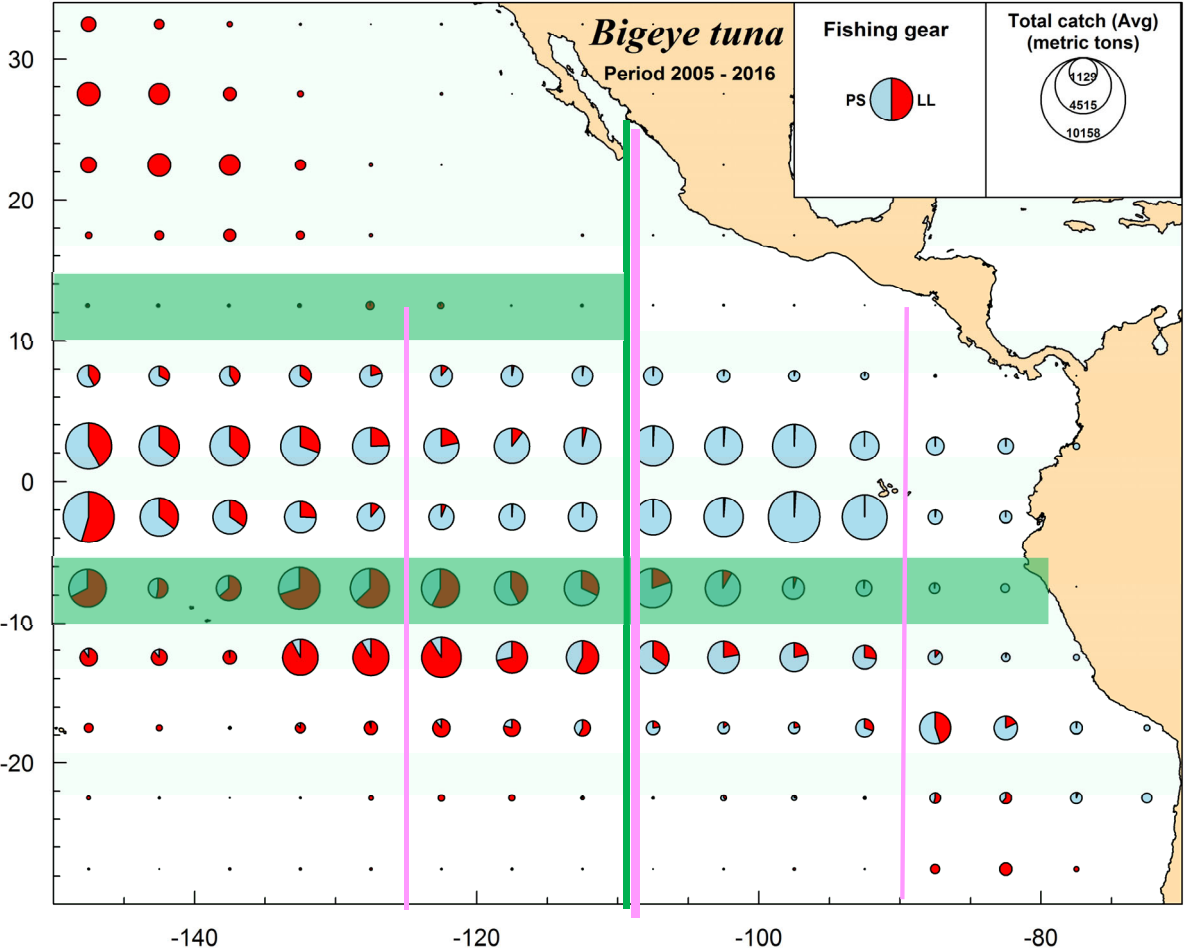 Bigeye tuna
Period 2005 - 2016
Fishing gear
PS
LL
Total catch (Avg)
(metric tons)
1129
4515
10158
30
20
10
0
-10
-20
-140
-120
-100
-80